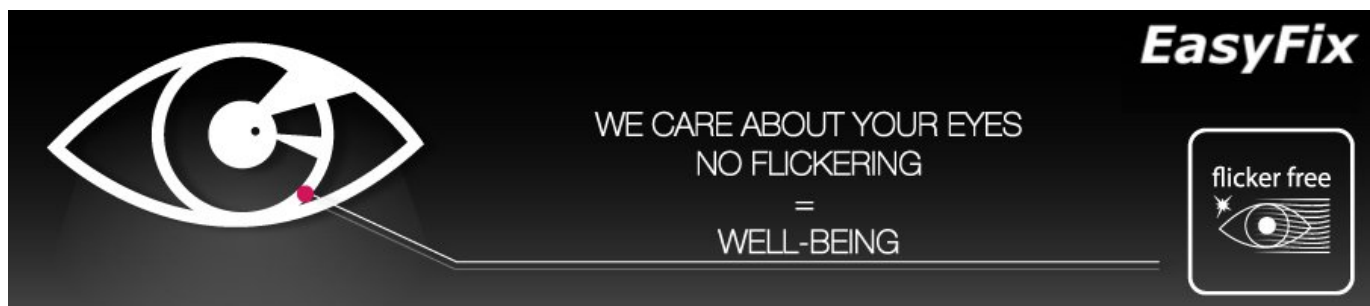 EasyFix
WE CARE ABOUT YOUR EYES
NO FLICKERING
=
WELL-BEING
flicker free